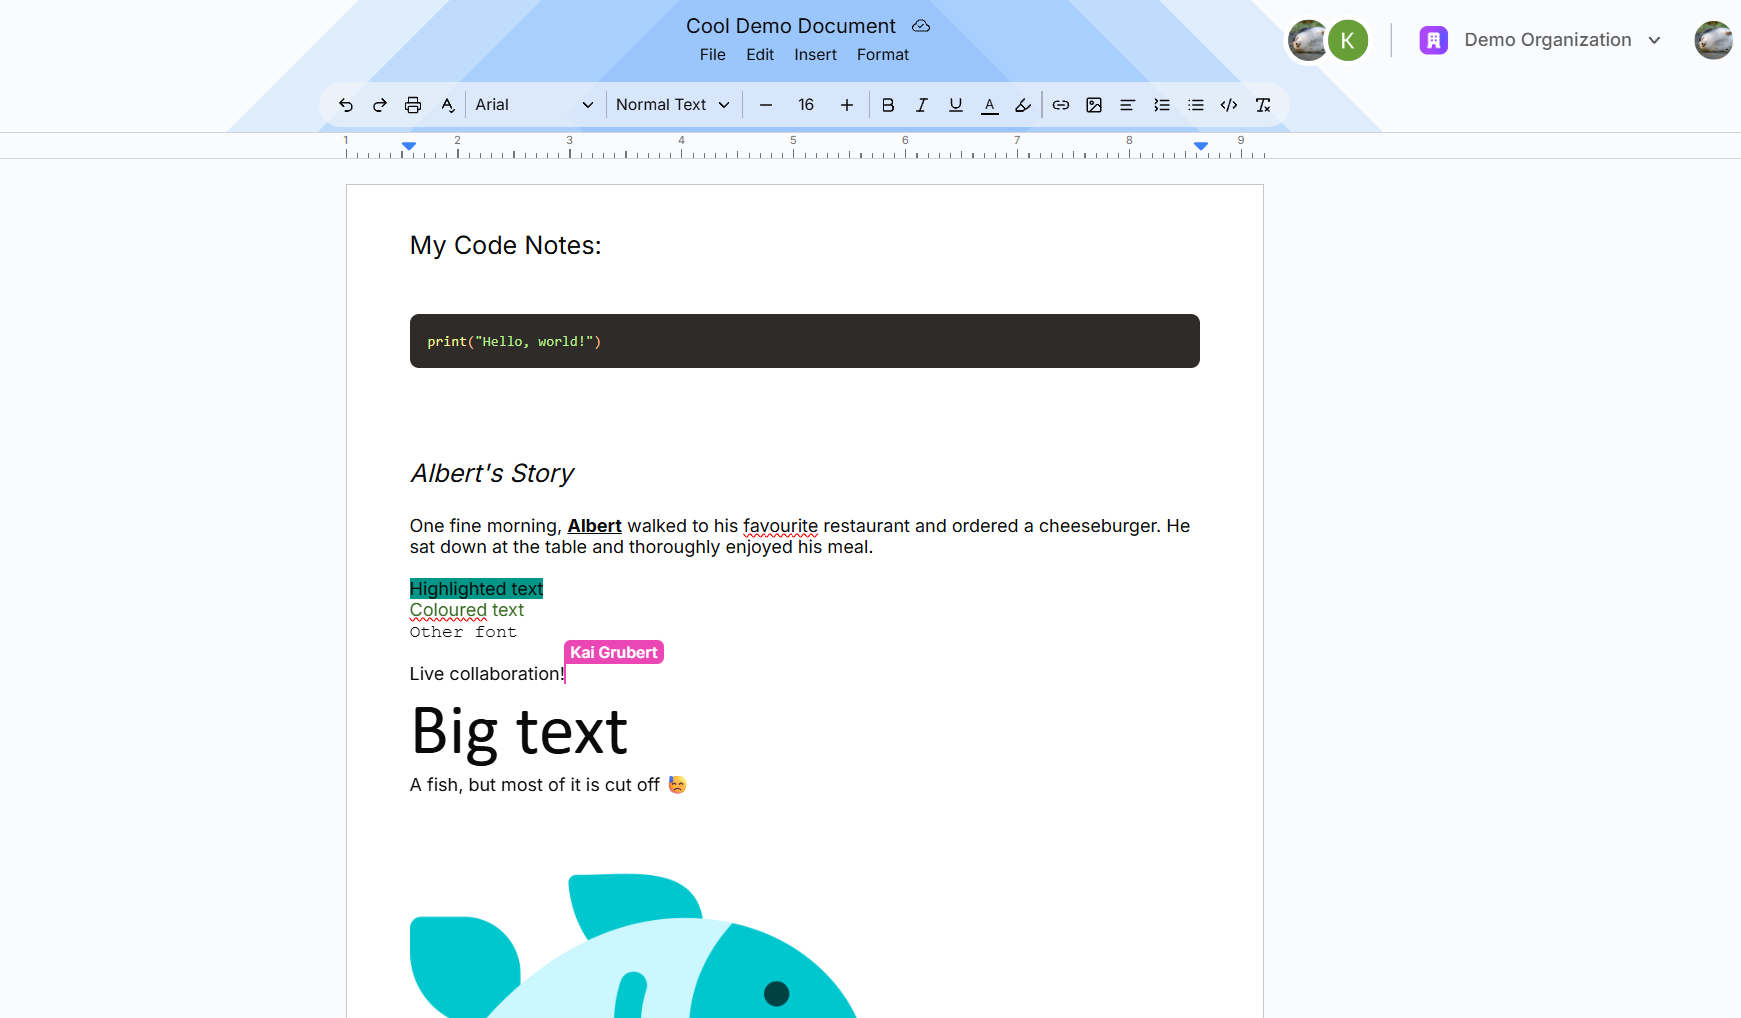 Cool Demo Document
File Edit Insert Format
K
Demo Organization
Arial
Normal Text
16
1 2 3 4 5 6 7 8 9
My Code Notes:
print("Hello, world!")
Albert's Story
One fine morning, Albert walked to his favourite restaurant and ordered a cheeseburger. He
sat down at the table and thoroughly enjoyed his meal.
Highlighted text
Coloured text
Other font
Kai Grubert
Live collaboration!
Big text
A fish, but most of it is cut off 😓